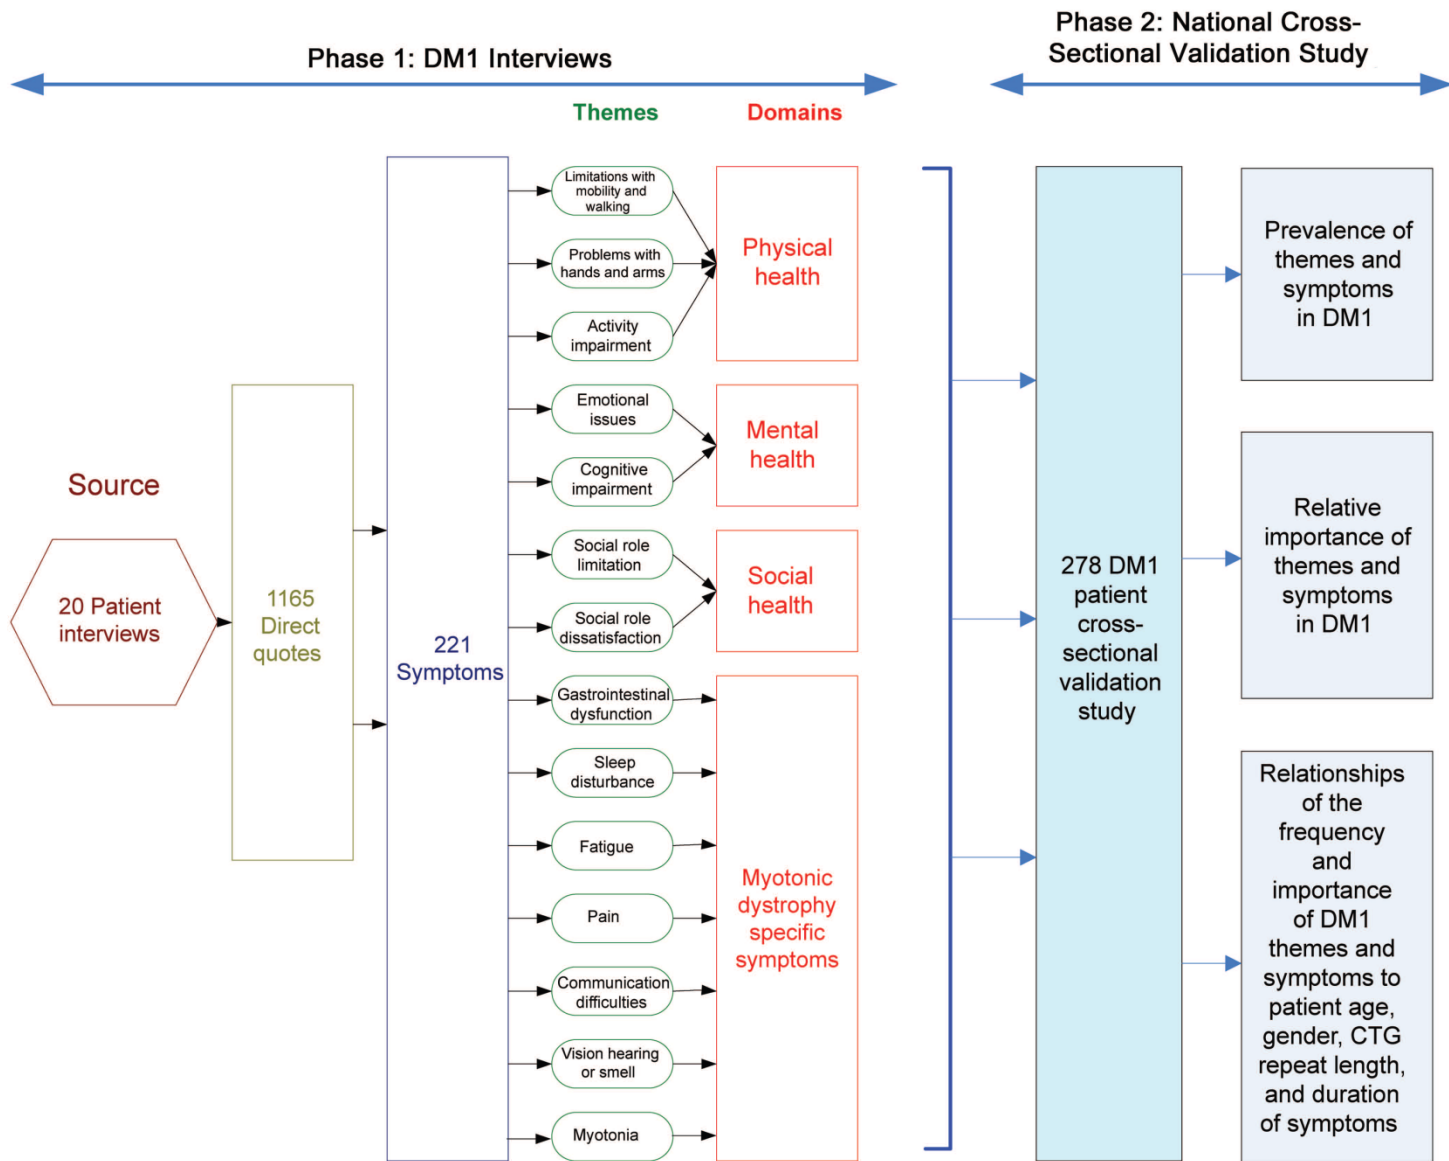 Phase 1: DM1 Interviews
Phase 2: National Cross-
Sectional Validation Study
Themes
Domains
Source
20 Patient
interviews
1165
Direct
quotes
221
Symptoms
Limitations with
mobility and
walking
Problems with
hands and arms
Activity
impairment
Emotional
issues
Cognitive
impairment
Social role
limitation
Social role
dissatisfaction
Gastrointestinal
dysfunction
Sleep
disturbance
Fatigue
Pain
Communication
difficulties
Vision hearing
or smell
Myotonia
Physical
health
Mental
health
Social
health
Myotonic
dystrophy
specific
symptoms
278 DM1
patient
cross-
sectional
validation
study
Prevalence of
themes and
symptoms
in DM1
Relative
importance of
themes and
symptoms
in DM1
Relationships
of the
frequency
and
importance
of DM1
themes and
symptoms to
patient age,
gender, CTG
repeat length,
and duration
of symptoms